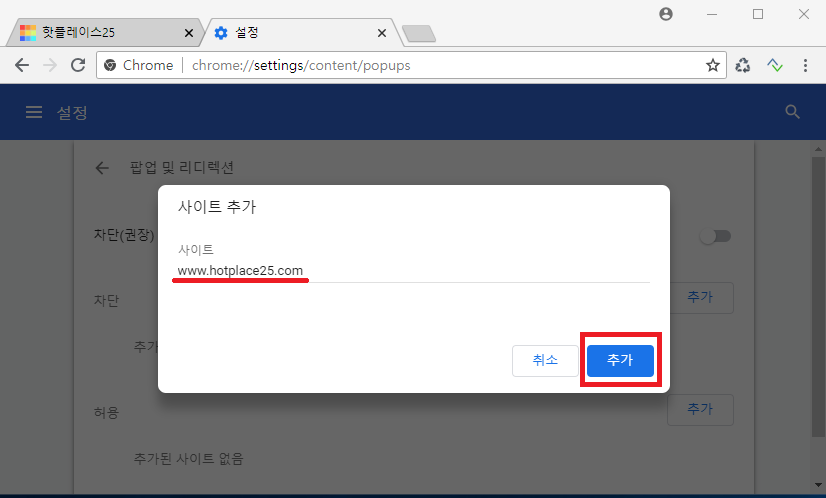 핫플레이스25
설정
Chrome
chrome://settings/content/popups
설정
팝업 및 리디렉션
사이트 추가
차단(권장)
사이트
www.hotplace25.com
차단
추가
추가
취소
추가
허용
추가
추가된 사이트 없음